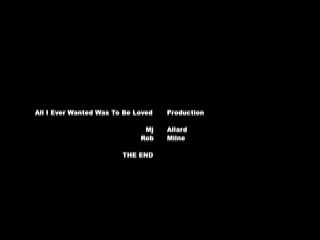 All I Ever Wanted Was To Be Loved Production
Mj Allard
Rob Milne
THE END